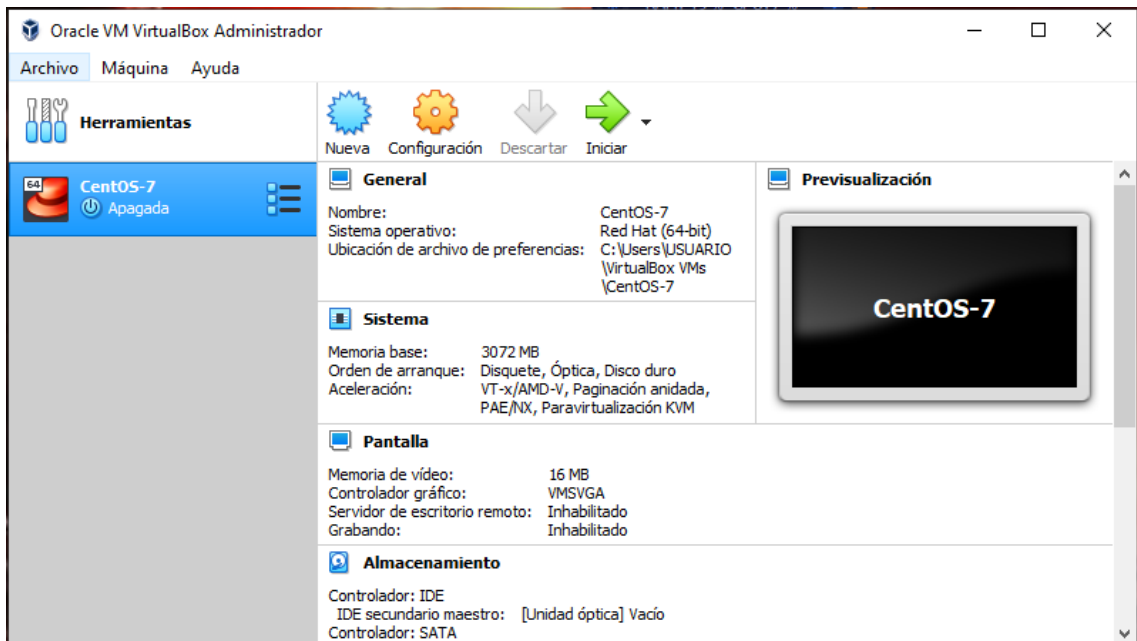 Oracle VM VirtualBox Administrador
Archivo Máquina Ayuda
Herramientas
Nueva Configuración Descartar Iniciar
64
CentOS-7
Apagada
General
Nombre: CentOS-7
Sistema operativo: Red Hat (64-bit)
Ubicación de archivo de preferencias: C:\Users\USUARIO
\VirtualBox VMs
\CentOS-7
Previsualización
CentOS-7
Sistema
Memoria base: 3072 MB
Orden de arranque: Disquete, Óptica, Disco duro
Aceleración: VT-x/AMD-V, Paginación anidada,
PAE/NX, Paravirtualización KVM
Pantalla
Memoria de vídeo: 16 MB
Controlador gráfico: VMSVGA
Servidor de escritorio remoto: Inhabilitado
Grabando: Inhabilitado
Almacenamiento
Controlador: IDE
IDE secundario maestro: [Unidad óptica] Vacío
Controlador: SATA